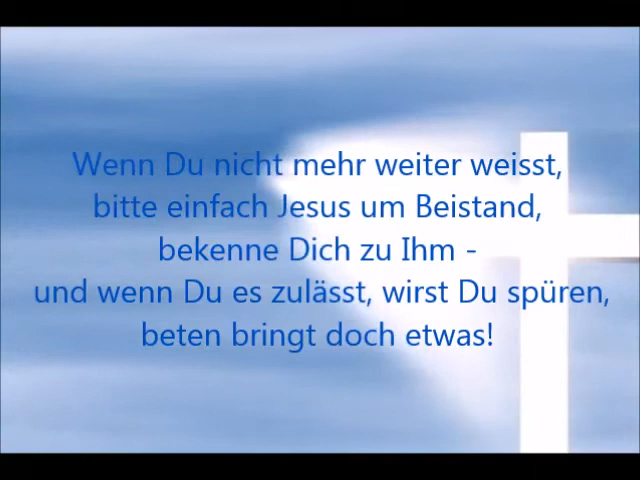 Wenn Du nicht mehr weiter weisst,
bitte einfach Jesus um Beistand,
bekenne Dich zu Ihm -
und wenn Du es zulässt, wirst Du spüren,
beten bringt doch etwas!